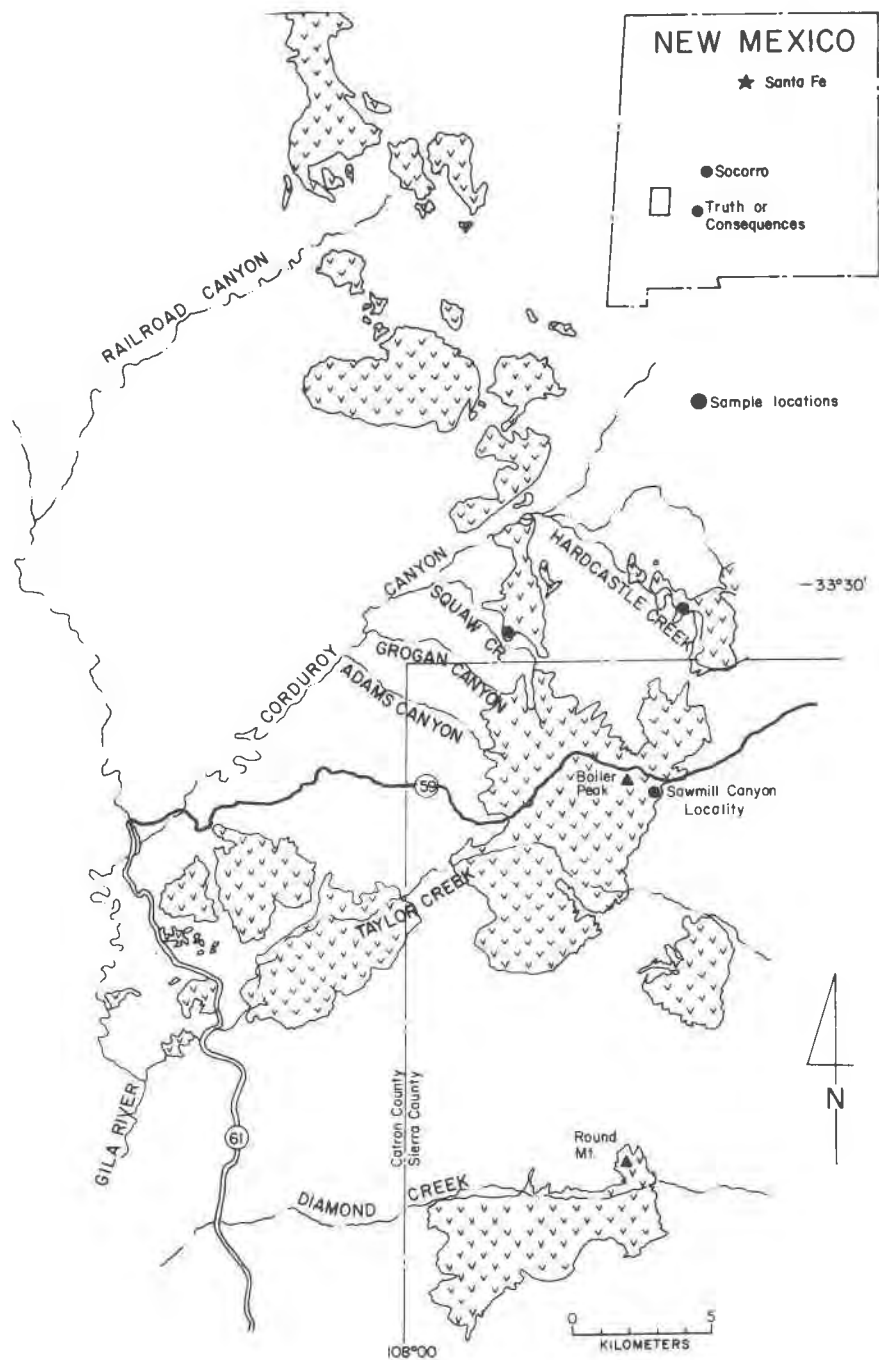 NEW MEXICO
Santa Fe
Socorro
Truth or
Consequences
RAILROAD CANYON
Sample locations
HARDCASTLE CREEK
33°30'
CORDUROY CANYON
SQUAW CR.
GROGAN CANYON
ADAMS CANYON
59
Boiler
Peak
Sawmill Canyon
Locality
TAYLOR CREEK
GILA RIVER
61
Catron County
Sierra County
N
Round
Mt.
DIAMOND CREEK
0 5
KILOMETERS
108°00